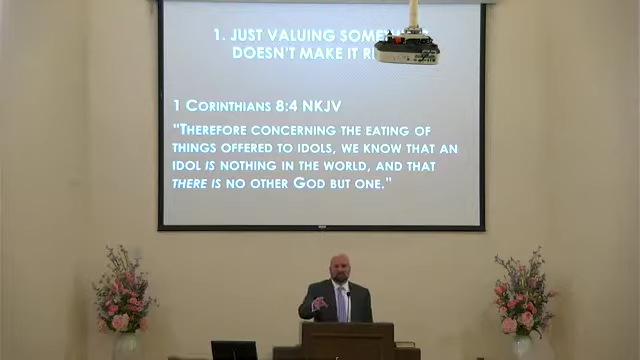 1. JUST VALUING SOME
DOESN'T MAKE IT R
1 CORINTHIANS 8:4 NKJV
"THEREFORE CONCERNING THE EATING OF
THINGS OFFERED TO IDOLS, WE KNOW THAT AN
IDOL IS NOTHING IN THE WORLD, AND THAT
THERE IS NO OTHER GOD BUT ONE."